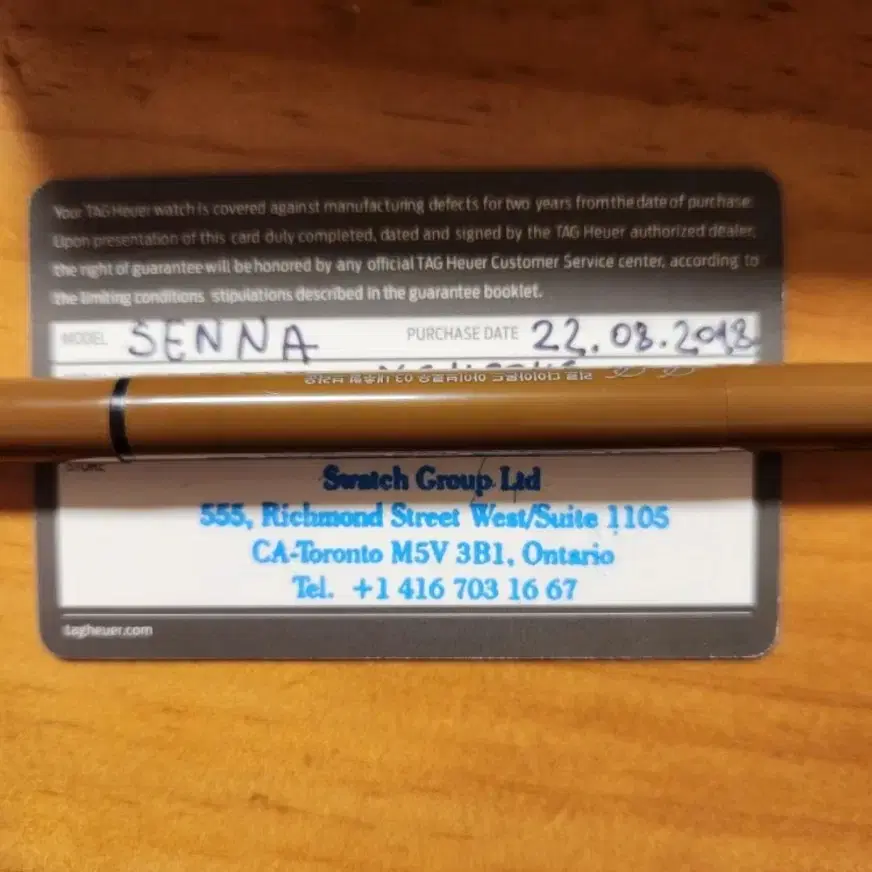 Your TAG Heuer watch is covered against manufacturing defects for two years from the date of purchase.
Upon presentation of this card duly completed, dated and signed by the TAG Heuer authorized dealer,
the right of guarantee will be honored by any official TAG Heuer Customer Service center, according to
the limiting conditions stipulations described in the guarantee booklet.
MODEL SENNA PURCHASE DATE 22.08.2018
STORE
Swatch Group Ltd
555, Richmond Street West/Suite 1105
CA-Toronto M5V 3B1, Ontario
Tel. +1 416 703 16 67
tagheuer.com